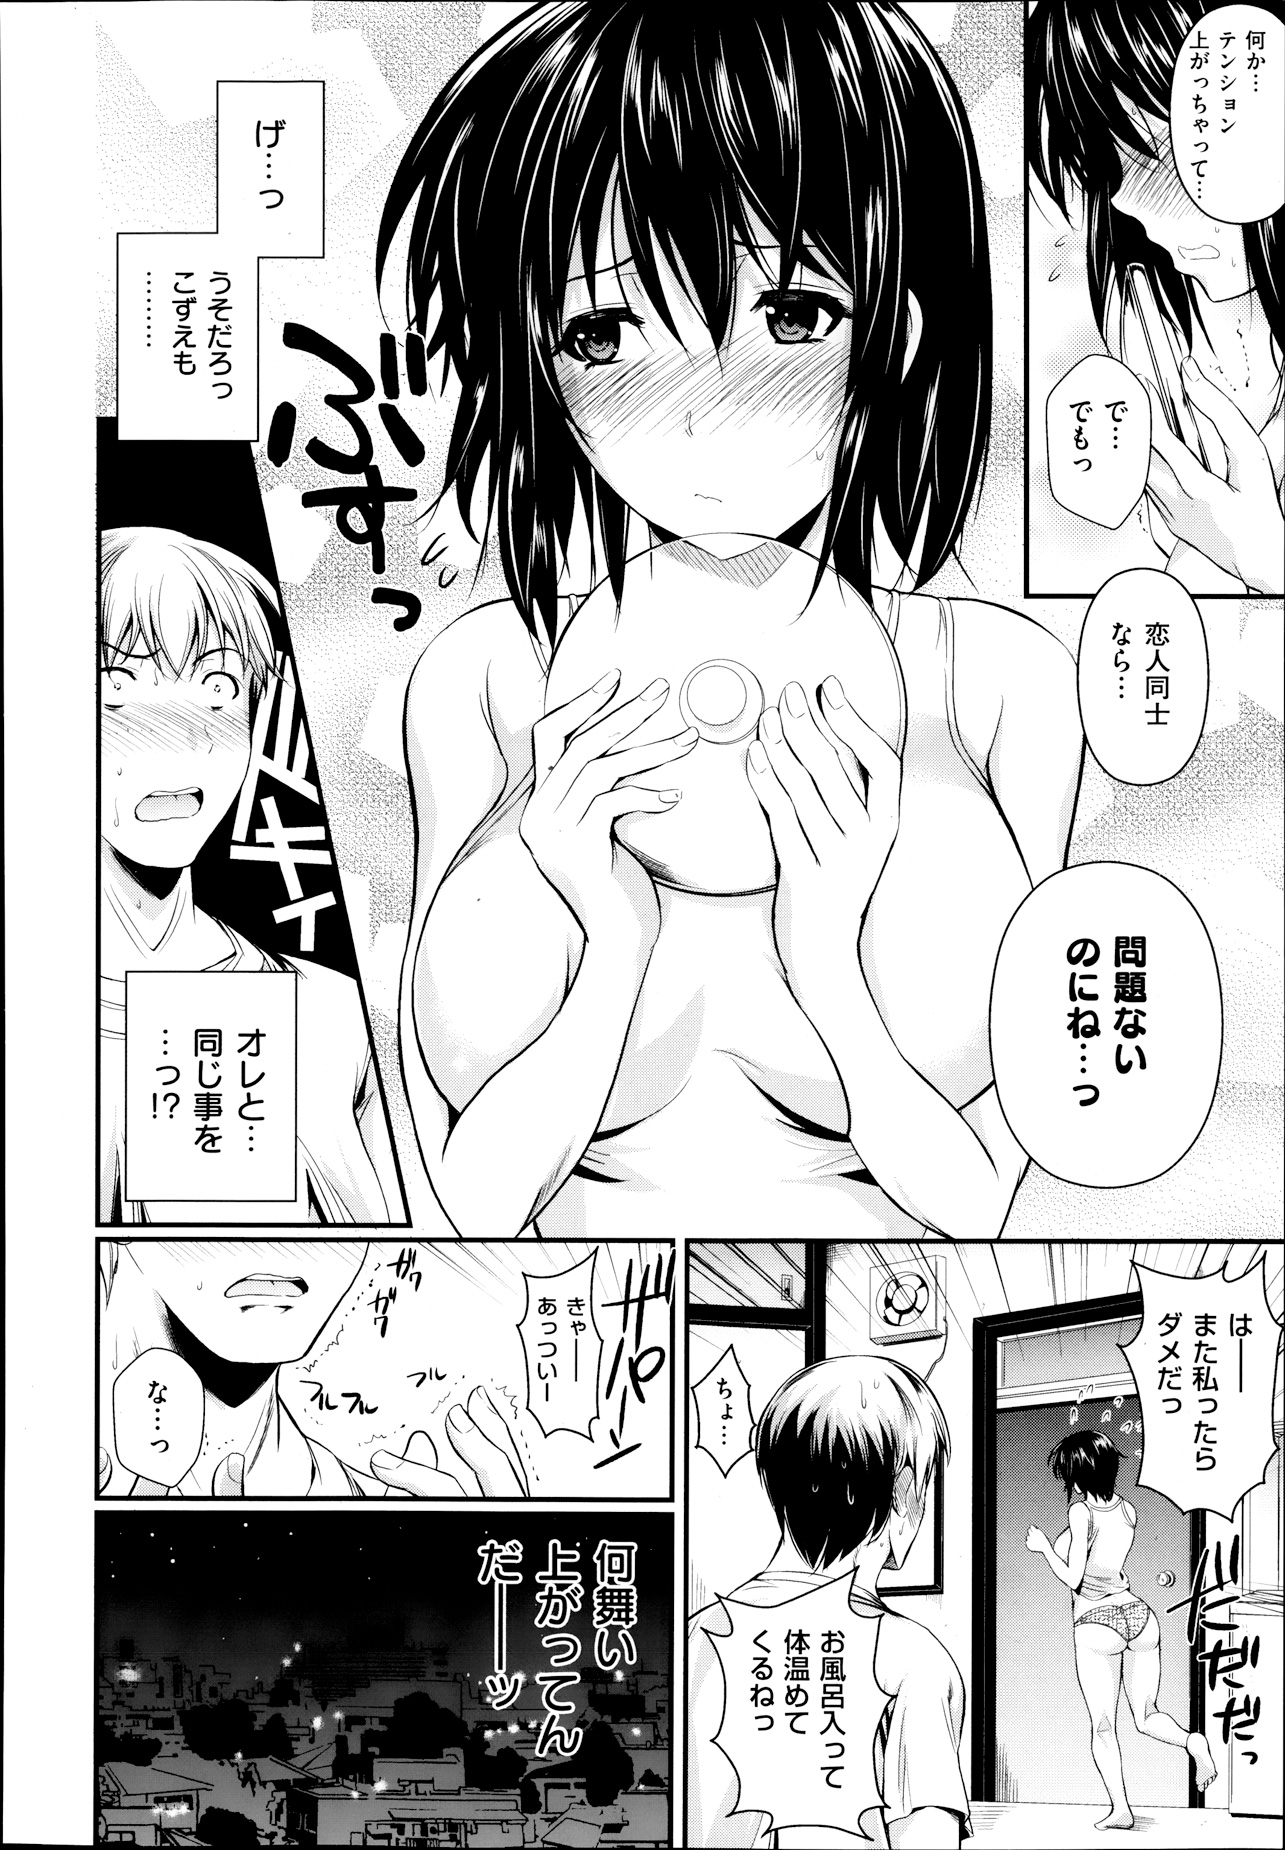 何か…
テンション
上がっちゃって…
で…
でもっ
恋人同士
なら…
問題ない
のにね…っ
ぶすっ
げ…っ
うそだろっ
こずえも
………
ドキィ
オレと…
同じ事を
…っ!?
はー
また私ったら
ダメだっ
だだだっ
ちょ…
お風呂入って
体温めて
くるねっ
きゃー
あっつい―
ガク
ガク
フル
フル
フル
な…っ
何舞い
上がってん
だーーッ